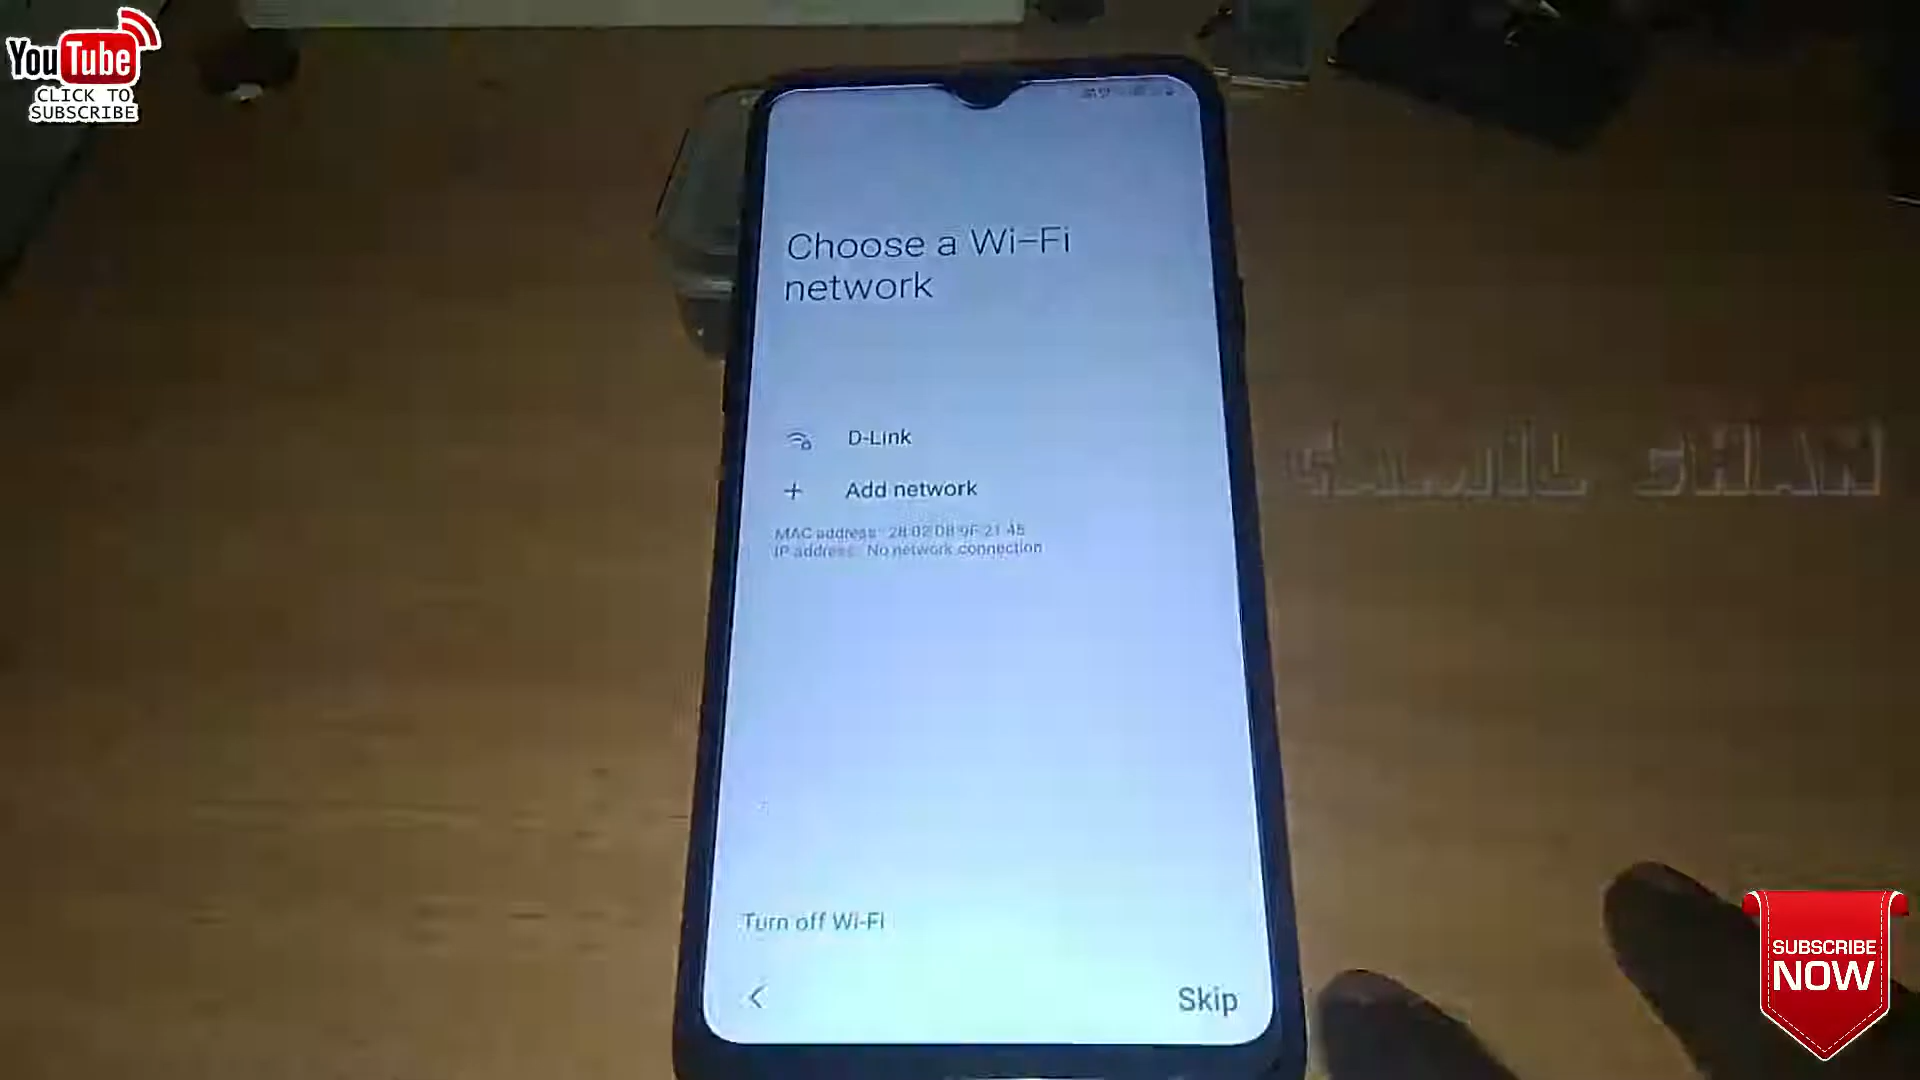 YouTube
CLICK TO
SUBSCRIBE
Choose a Wi-Fi
network
D-Link
+ Add network
MAC address
IP address: No network connection
Turn off Wi-Fi
< Skip
SUBSCRIBE
NOW